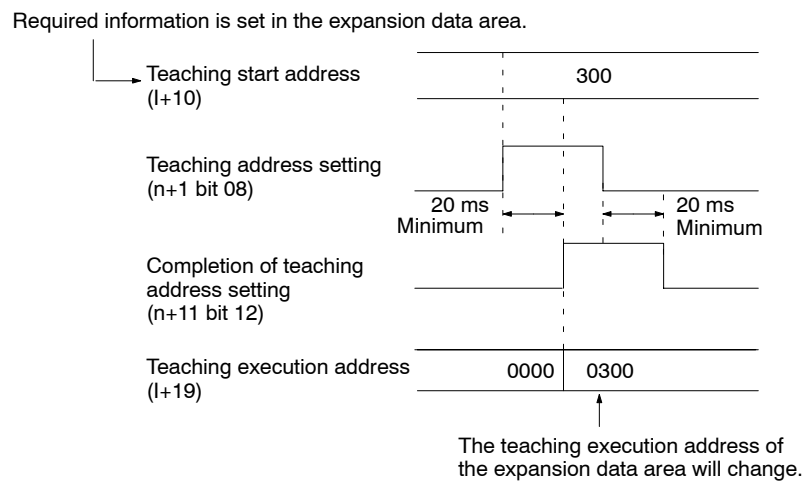 Required information is set in the expansion data area.
Teaching start address
(I+10)
300
Teaching address setting
(n+1 bit 08)
20 ms
Minimum
20 ms
Minimum
Completion of teaching
address setting
(n+11 bit 12)
Teaching execution address
(I+19)
0000
0300
The teaching execution address of
the expansion data area will change.